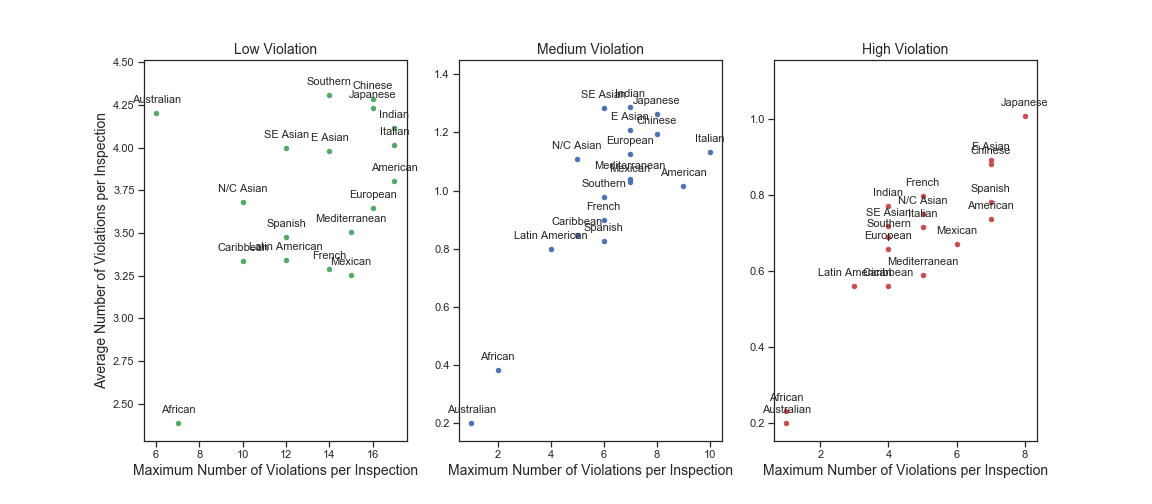 Low Violation
Average Number of Violations per Inspection
4.50
4.25
4.00
3.75
3.50
3.25
3.00
2.75
2.50
Southern
Chinese
Japanese
Australian
Indian
Italian
SE Asian
E Asian
American
N/C Asian
European
Mediterranean
Spanish
Caribbean
Latin American
French
Mexican
African
6 8 10 12 14 16
Maximum Number of Violations per Inspection
Medium Violation
1.4
1.2
1.0
0.8
0.6
0.4
0.2
SE Asian
Indian
Japanese
E Asian
Chinese
European
Italian
N/C Asian
Mediterranean
Mexican
American
Southern
French
Caribbean
Spanish
Latin American
African
Australian
2 4 6 8 10
Maximum Number of Violations per Inspection
High Violation
1.0
0.8
0.6
0.4
0.2
Japanese
E Asian
Chinese
French
Spanish
Indian
N/C Asian
American
SE Asian
Italian
Southern
Mexican
European
Mediterranean
Latin American
Caribbean
African
Australian
2 4 6 8
Maximum Number of Violations per Inspection